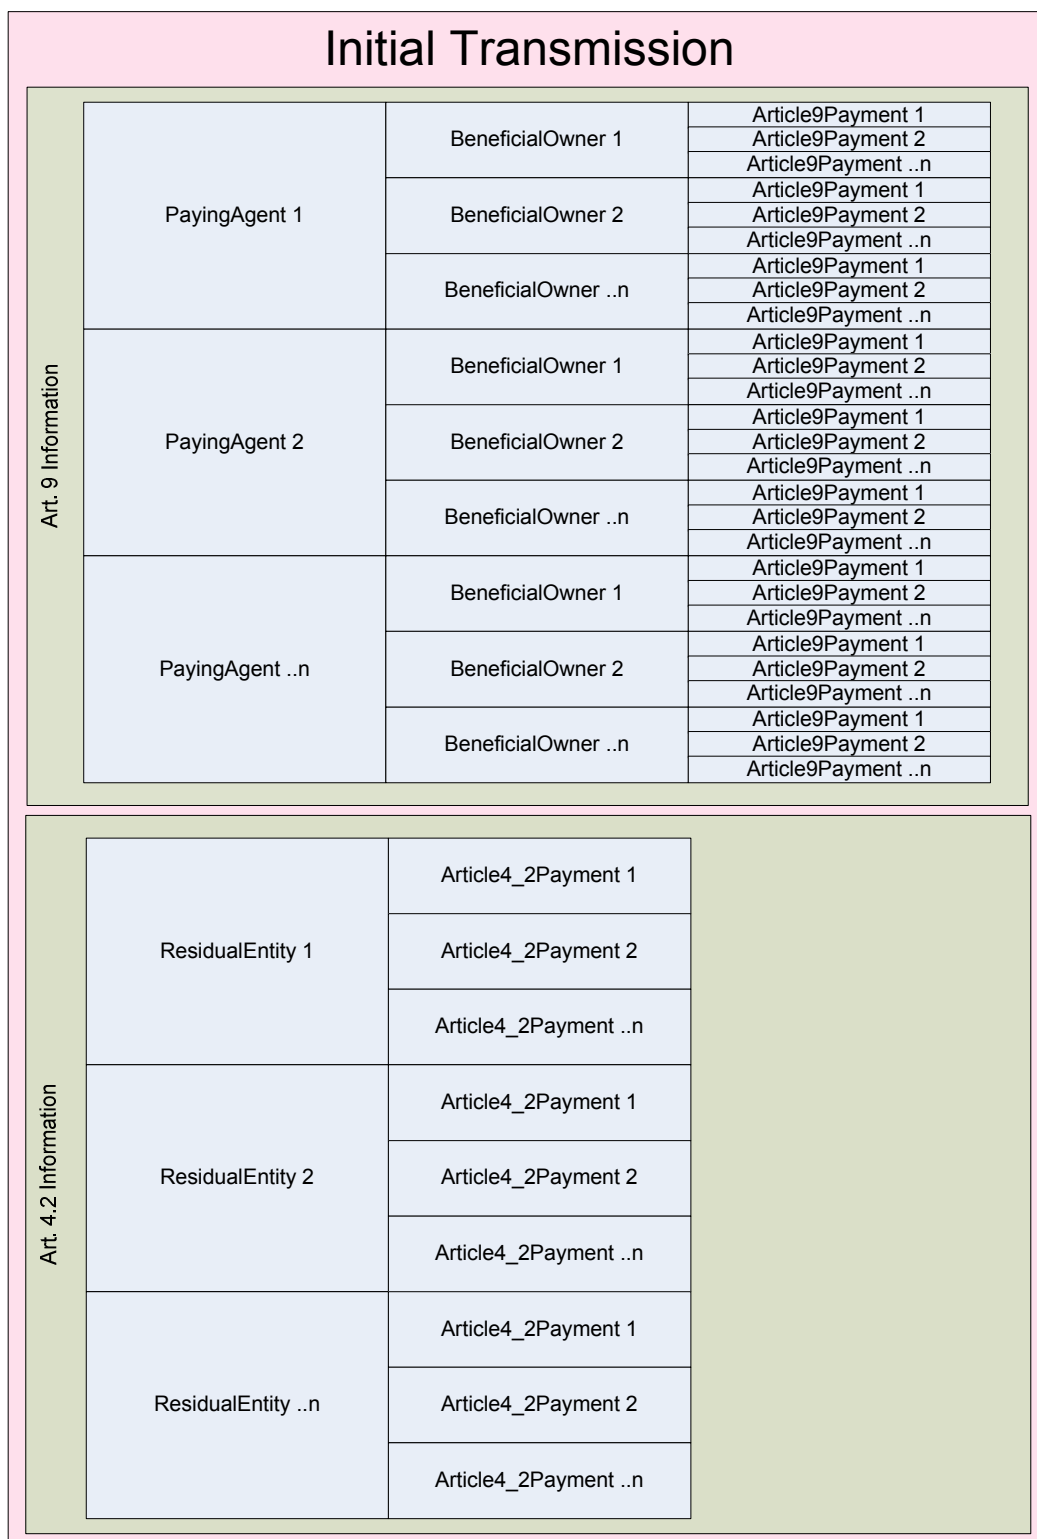 Initial Transmission
Art. 9 Information
PayingAgent 1
BeneficialOwner 1
Article9Payment 1
Article9Payment 2
Article9Payment ..n
BeneficialOwner 2
Article9Payment 1
Article9Payment 2
Article9Payment ..n
BeneficialOwner ..n
Article9Payment 1
Article9Payment 2
Article9Payment ..n
PayingAgent 2
BeneficialOwner 1
Article9Payment 1
Article9Payment 2
Article9Payment ..n
BeneficialOwner 2
Article9Payment 1
Article9Payment 2
Article9Payment ..n
BeneficialOwner ..n
Article9Payment 1
Article9Payment 2
Article9Payment ..n
PayingAgent ..n
BeneficialOwner 1
Article9Payment 1
Article9Payment 2
Article9Payment ..n
BeneficialOwner 2
Article9Payment 1
Article9Payment 2
Article9Payment ..n
BeneficialOwner ..n
Article9Payment 1
Article9Payment 2
Article9Payment ..n
Art. 4.2 Information
ResidualEntity 1
Article4_2Payment 1
Article4_2Payment 2
Article4_2Payment ..n
ResidualEntity 2
Article4_2Payment 1
Article4_2Payment 2
Article4_2Payment ..n
ResidualEntity ..n
Article4_2Payment 1
Article4_2Payment 2
Article4_2Payment ..n